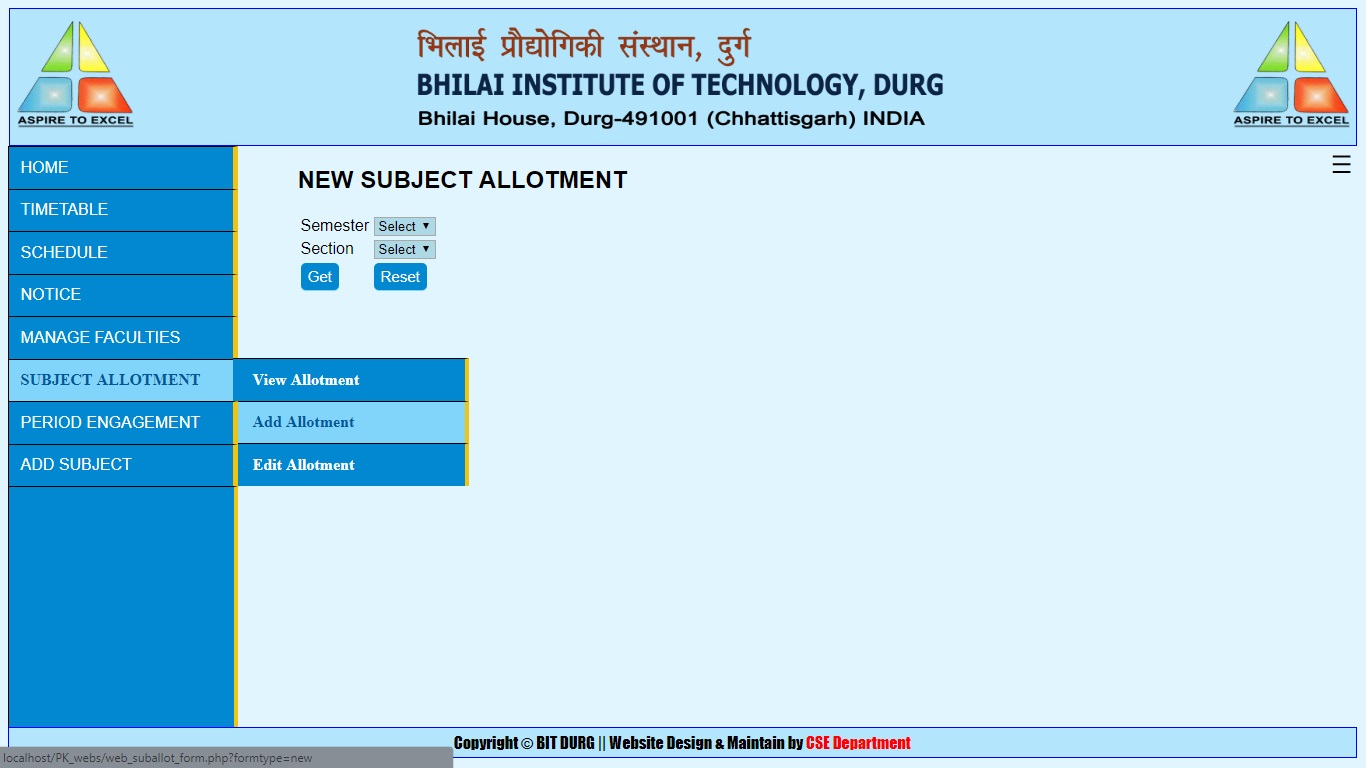 भिलाई प्रौद्योगिकी संस्थान, दुर्ग
BHILAI INSTITUTE OF TECHNOLOGY, DURG
Bhilai House, Durg-491001 (Chhattisgarh) INDIA
ASPIRE TO EXCEL
ASPIRE TO EXCEL
HOME
TIMETABLE
SCHEDULE
NOTICE
MANAGE FACULTIES
SUBJECT ALLOTMENT
PERIOD ENGAGEMENT
ADD SUBJECT
View Allotment
Add Allotment
Edit Allotment
NEW SUBJECT ALLOTMENT
Semester Select
Section Select
Get Reset
Copyright © BIT DURG || Website Design & Maintain by CSE Department
localhost/PK_webs/web_suballot_form.php?formtype=new